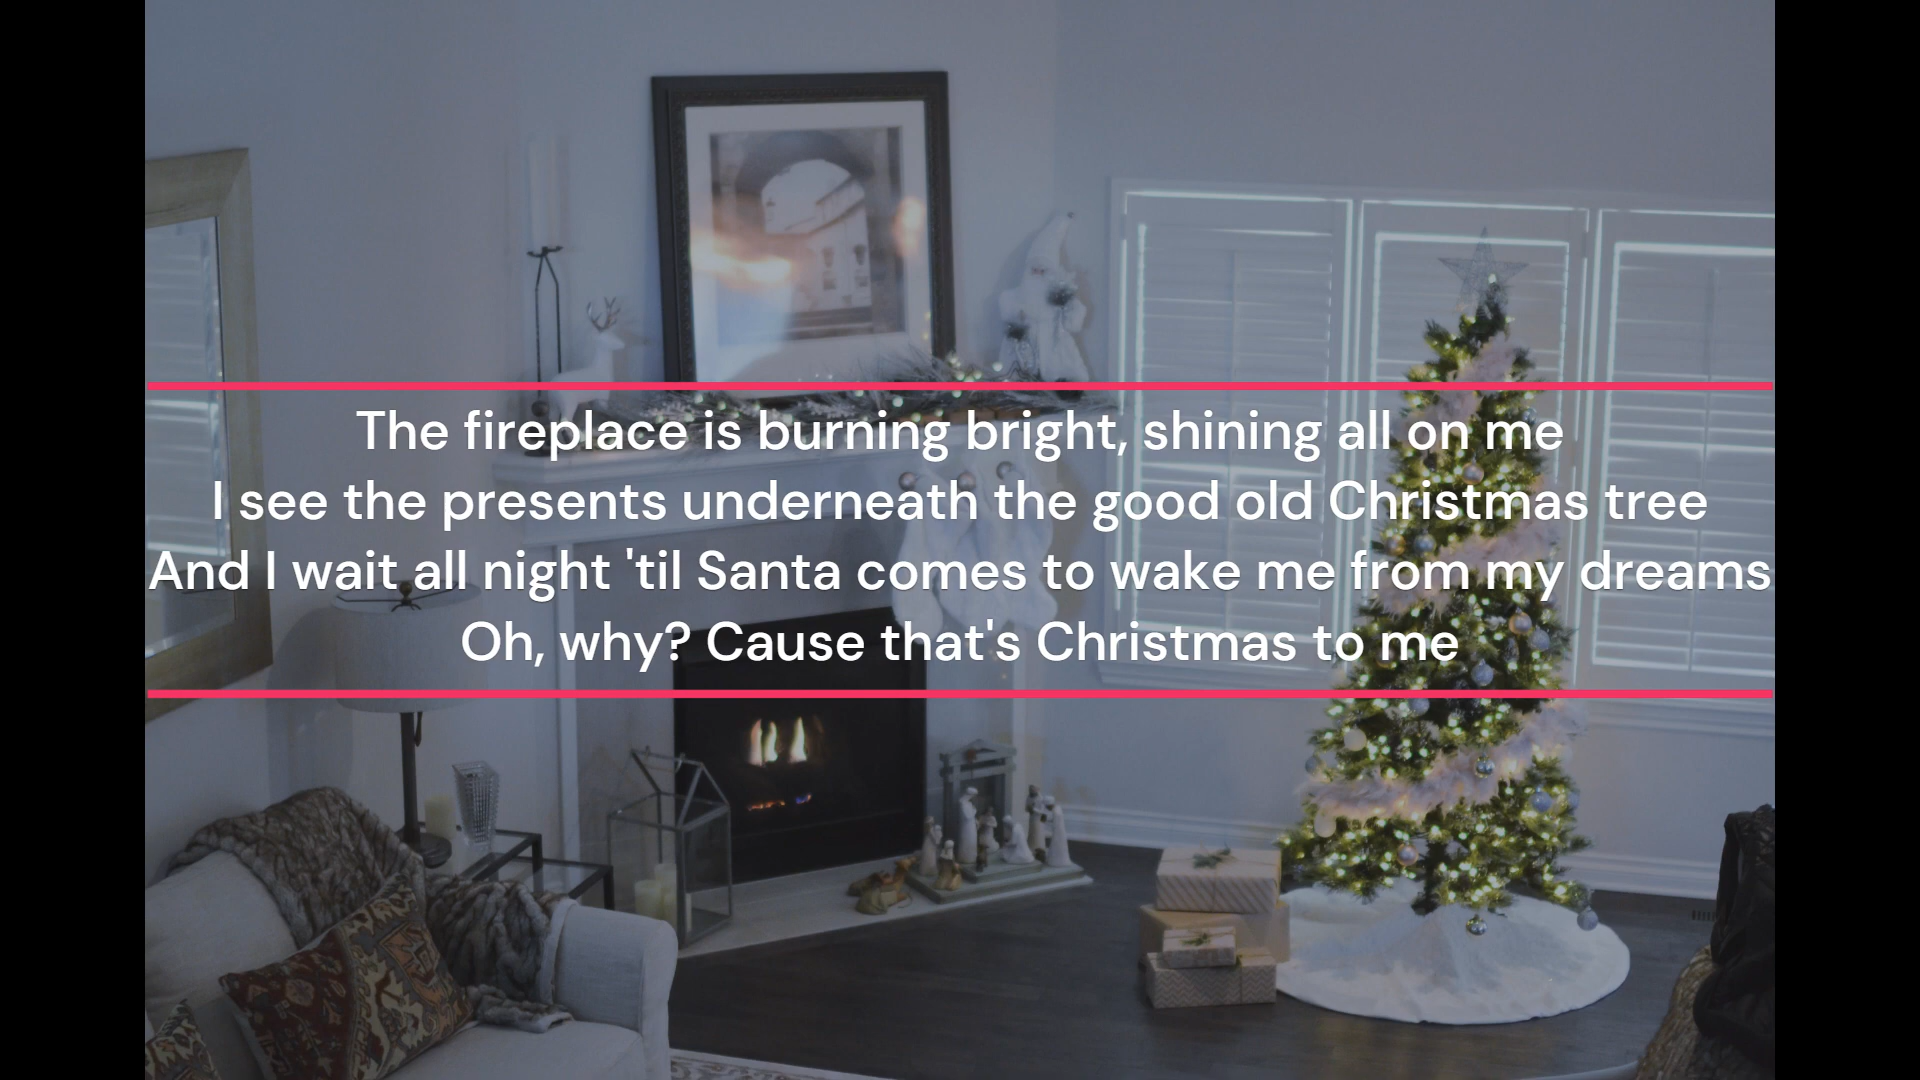 The fireplace is burning bright, shining all on me
I see the presents underneath the good old Christmas tree
And I wait all night 'til Santa comes to wake me from my dreams
Oh, why? Cause that's Christmas to me